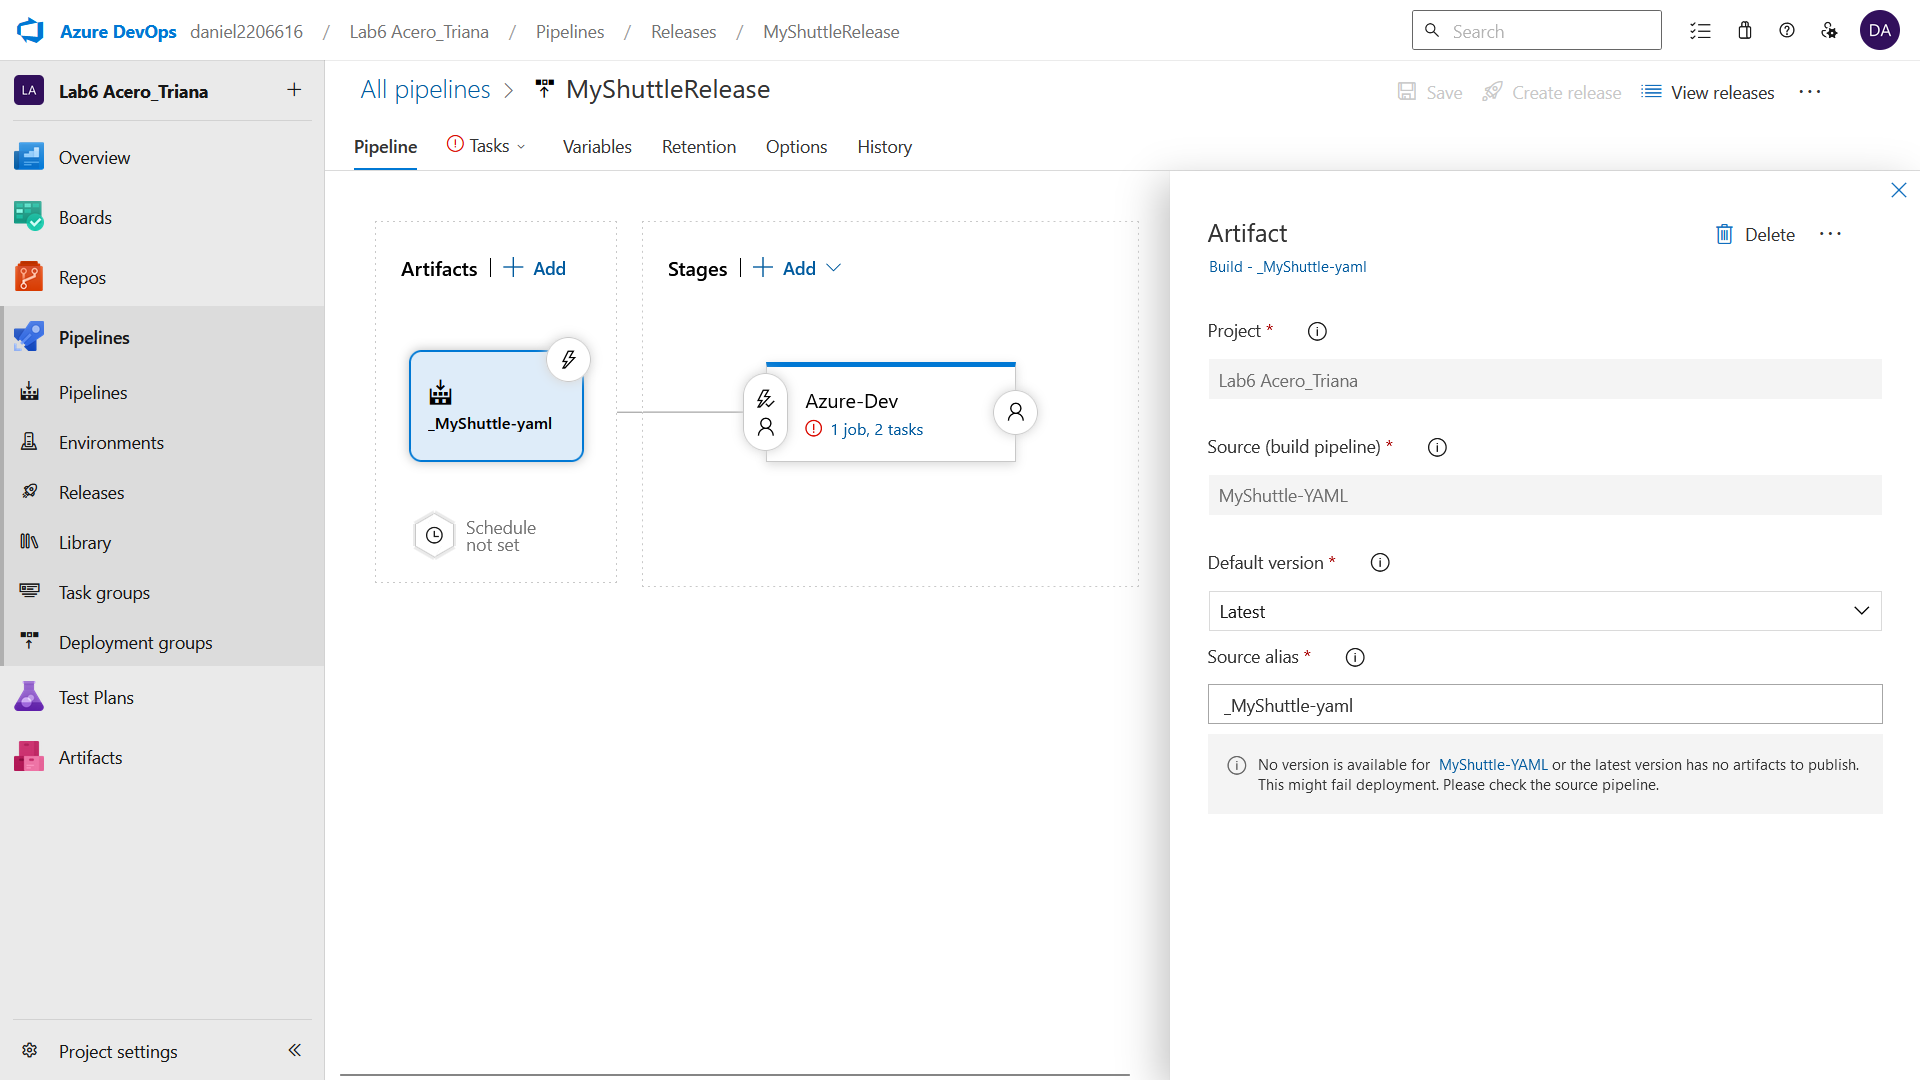 Azure DevOps daniel2206616 / Lab6 Acero_Triana / Pipelines / Releases / MyShuttleRelease
Search
DA
LA Lab6 Acero_Triana +
Overview
Boards
Repos
Pipelines
Pipelines
Environments
Releases
Library
Task groups
Deployment groups
Test Plans
Artifacts
Project settings
All pipelines > MyShuttleRelease
Save Create release View releases ...
Pipeline Tasks Variables Retention Options History
Artifacts | + Add
_MyShuttle-yaml
Schedule
not set
Stages | + Add
Azure-Dev
1 job, 2 tasks
Artifact
Delete ...
Build - _MyShuttle-yaml
Project *
Lab6 Acero_Triana
Source (build pipeline) *
MyShuttle-YAML
Default version *
Latest
Source alias *
_MyShuttle-yaml
No version is available for MyShuttle-YAML or the latest version has no artifacts to publish.
This might fail deployment. Please check the source pipeline.